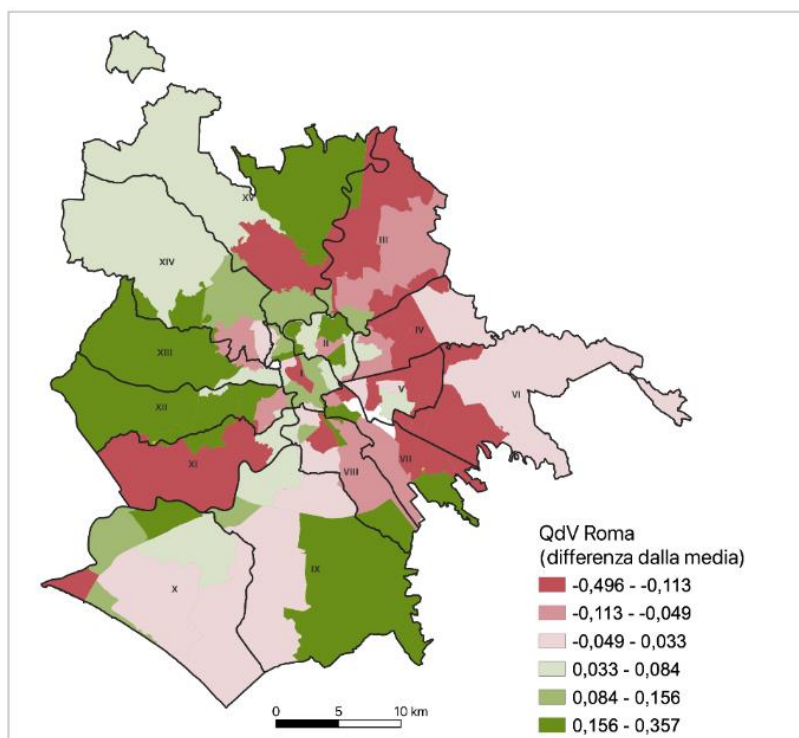 XV
III
XIV
IV
II
XIII
I
V
VI
XII
XI
VIII
VII
IX
X
QdV Roma
(differenza dalla media)
-0,496 - -0,113
-0,113 - -0,049
-0,049 - 0,033
0,033 - 0,084
0,084 - 0,156
0,156 - 0,357
0 5 10 km